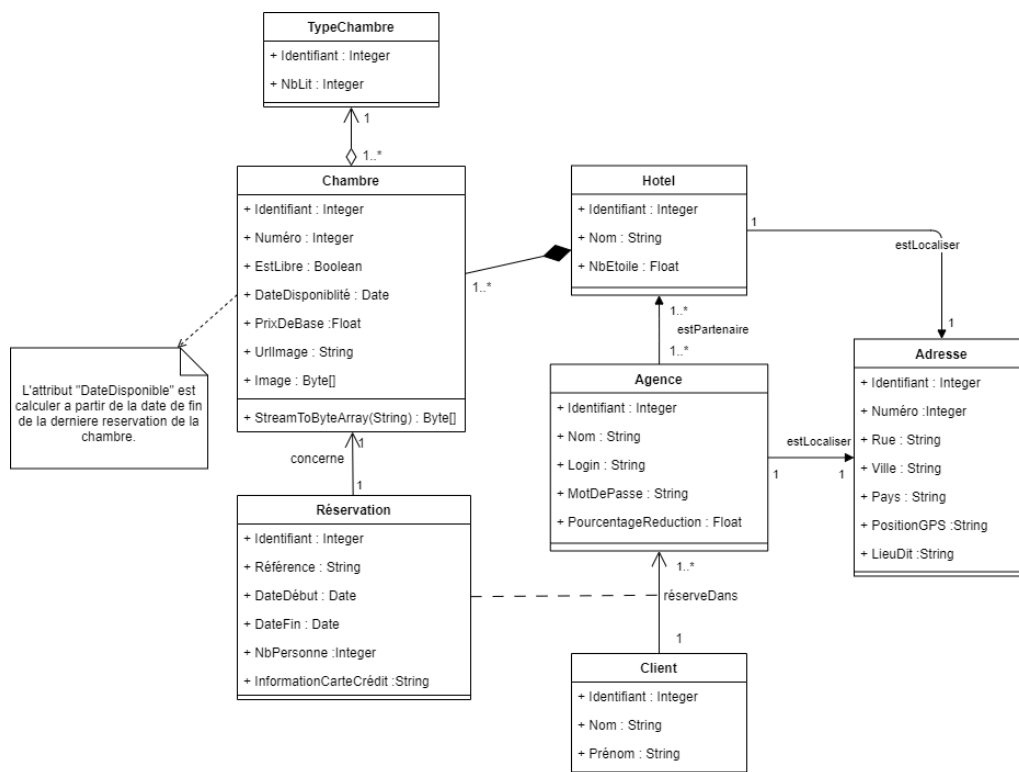 TypeChambre
+ Identifiant : Integer
+ NbLit : Integer
1
1..*
Chambre
+ Identifiant : Integer
+ Numéro : Integer
+ EstLibre : Boolean
+ DateDisponiblité : Date
+ PrixDeBase :Float
+ UrlImage : String
+ Image : Byte[]
+ StreamToByteArray(String) : Byte[]
1..*
Hotel
+ Identifiant : Integer
+ Nom : String
+ NbEtoile : Float
1
estLocaliser
1
1..*
estPartenaire
1..*
L'attribut "DateDisponible" est
calculer a partir de la date de fin
de la derniere reservation de la
chambre.
Agence
+ Identifiant : Integer
+ Nom : String
+ Login : String
+ MotDePasse : String
+ PourcentageReduction : Float
estLocaliser
1
1
Adresse
+ Identifiant : Integer
+ Numéro :Integer
+ Rue : String
+ Ville : String
+ Pays : String
+ PositionGPS :String
+ LieuDit :String
1
concerne
1
Réservation
+ Identifiant : Integer
+ Référence : String
+ DateDébut : Date
+ DateFin : Date
+ NbPersonne :Integer
+ InformationCarteCrédit :String
1..*
réserveDans
1
Client
+ Identifiant : Integer
+ Nom : String
+ Prénom : String